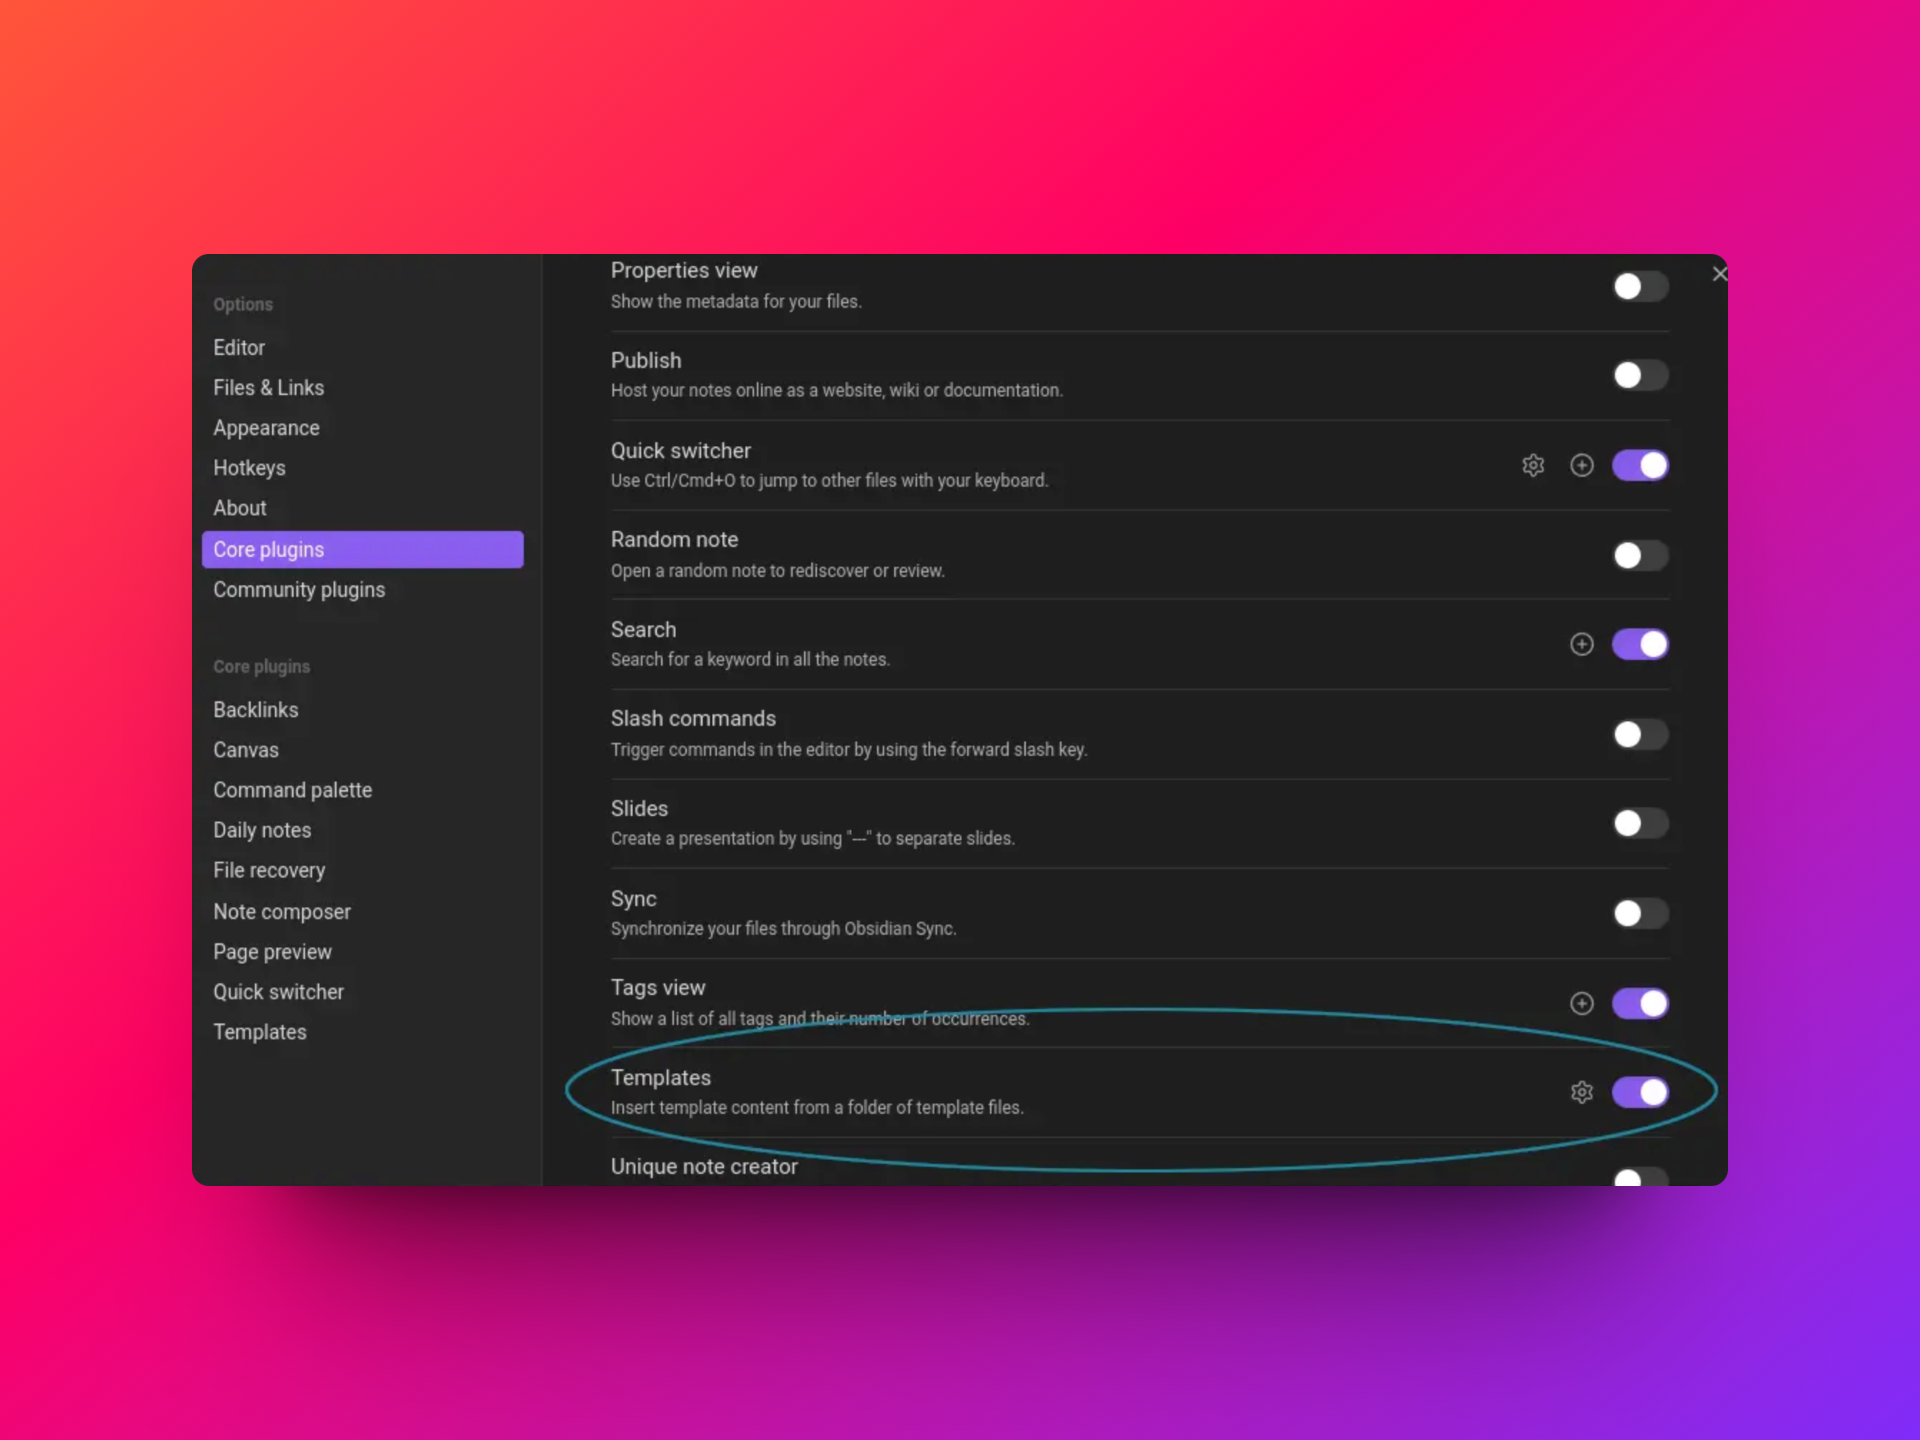 Options
Editor
Files & Links
Appearance
Hotkeys
About
Core plugins
Community plugins
Core plugins
Backlinks
Canvas
Command palette
Daily notes
File recovery
Note composer
Page preview
Quick switcher
Templates
Properties view
Show the metadata for your files.
Publish
Host your notes online as a website, wiki or documentation.
Quick switcher
Use Ctrl/Cmd+O to jump to other files with your keyboard.
Random note
Open a random note to rediscover or review.
Search
Search for a keyword in all the notes.
Slash commands
Trigger commands in the editor by using the forward slash key.
Slides
Create a presentation by using "---" to separate slides.
Sync
Synchronize your files through Obsidian Sync.
Tags view
Show a list of all tags and their number of occurrences.
Templates
Insert template content from a folder of template files.
Unique note creator